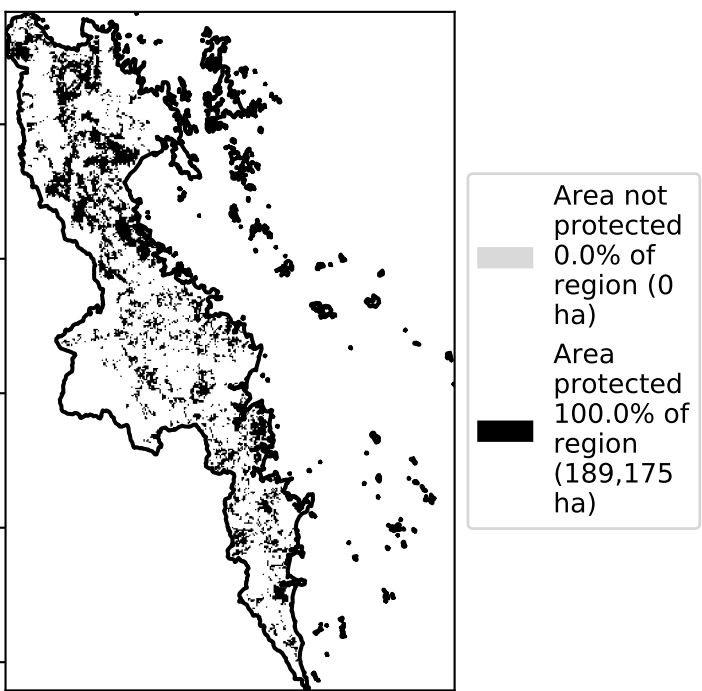 Area not
protected
0.0% of
region (0
ha)
Area
protected
100.0% of
region
(189,175
ha)